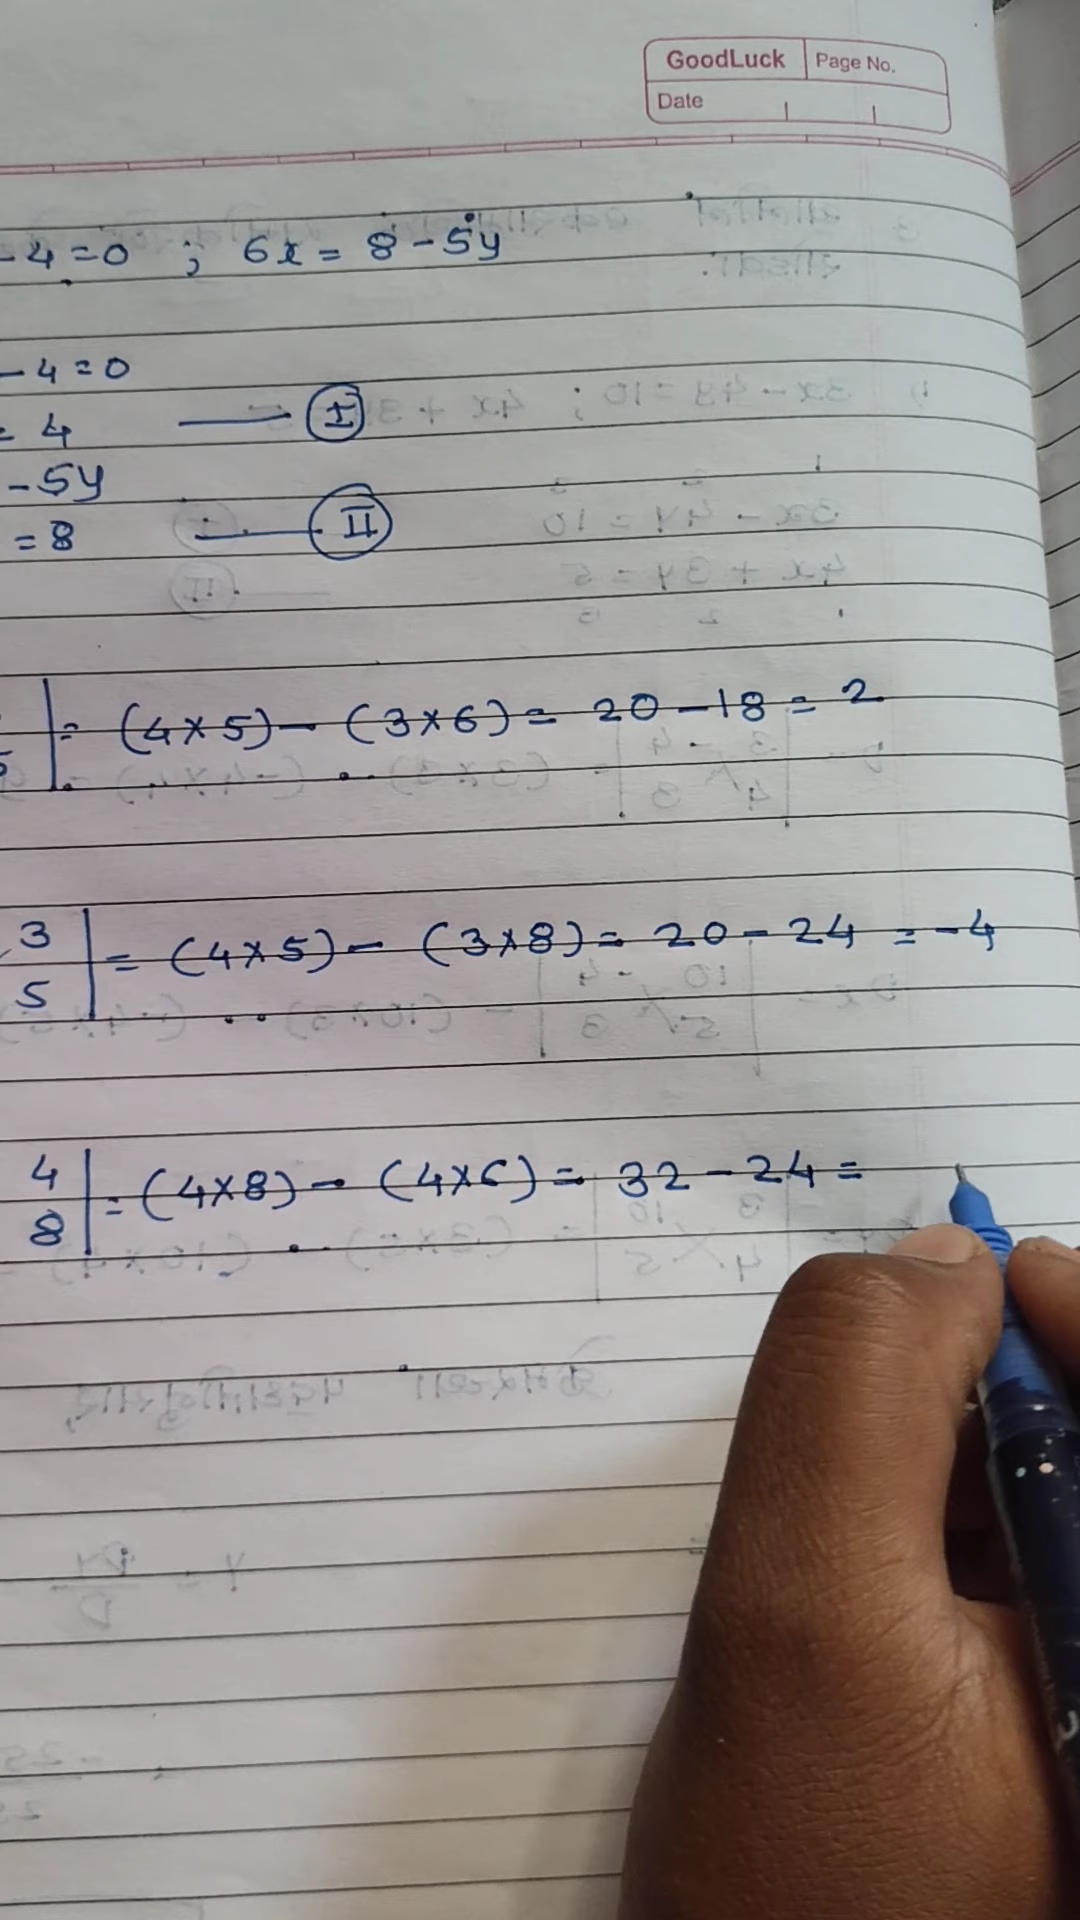 GoodLuck Page No.
Date
- 4 = 0 ; 6x = 8 - 5y
- 4 = 0
= 4 —— I
- 5y
= 8 —— II
= (4 × 5) - (3 × 6) = 20 - 18 = 2
3
5 = (4 × 5) - (3 × 8) = 20 - 24 = -4
4
8 = (4 × 8) - (4 × 6) = 32 - 24 =